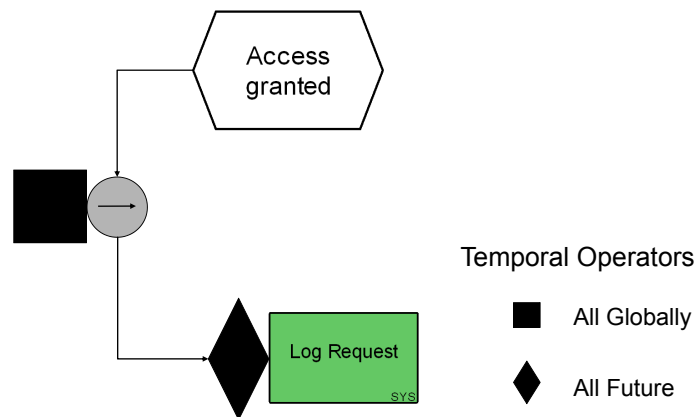 Access
granted
Temporal Operators
All Globally
Log Request
SYS
All Future